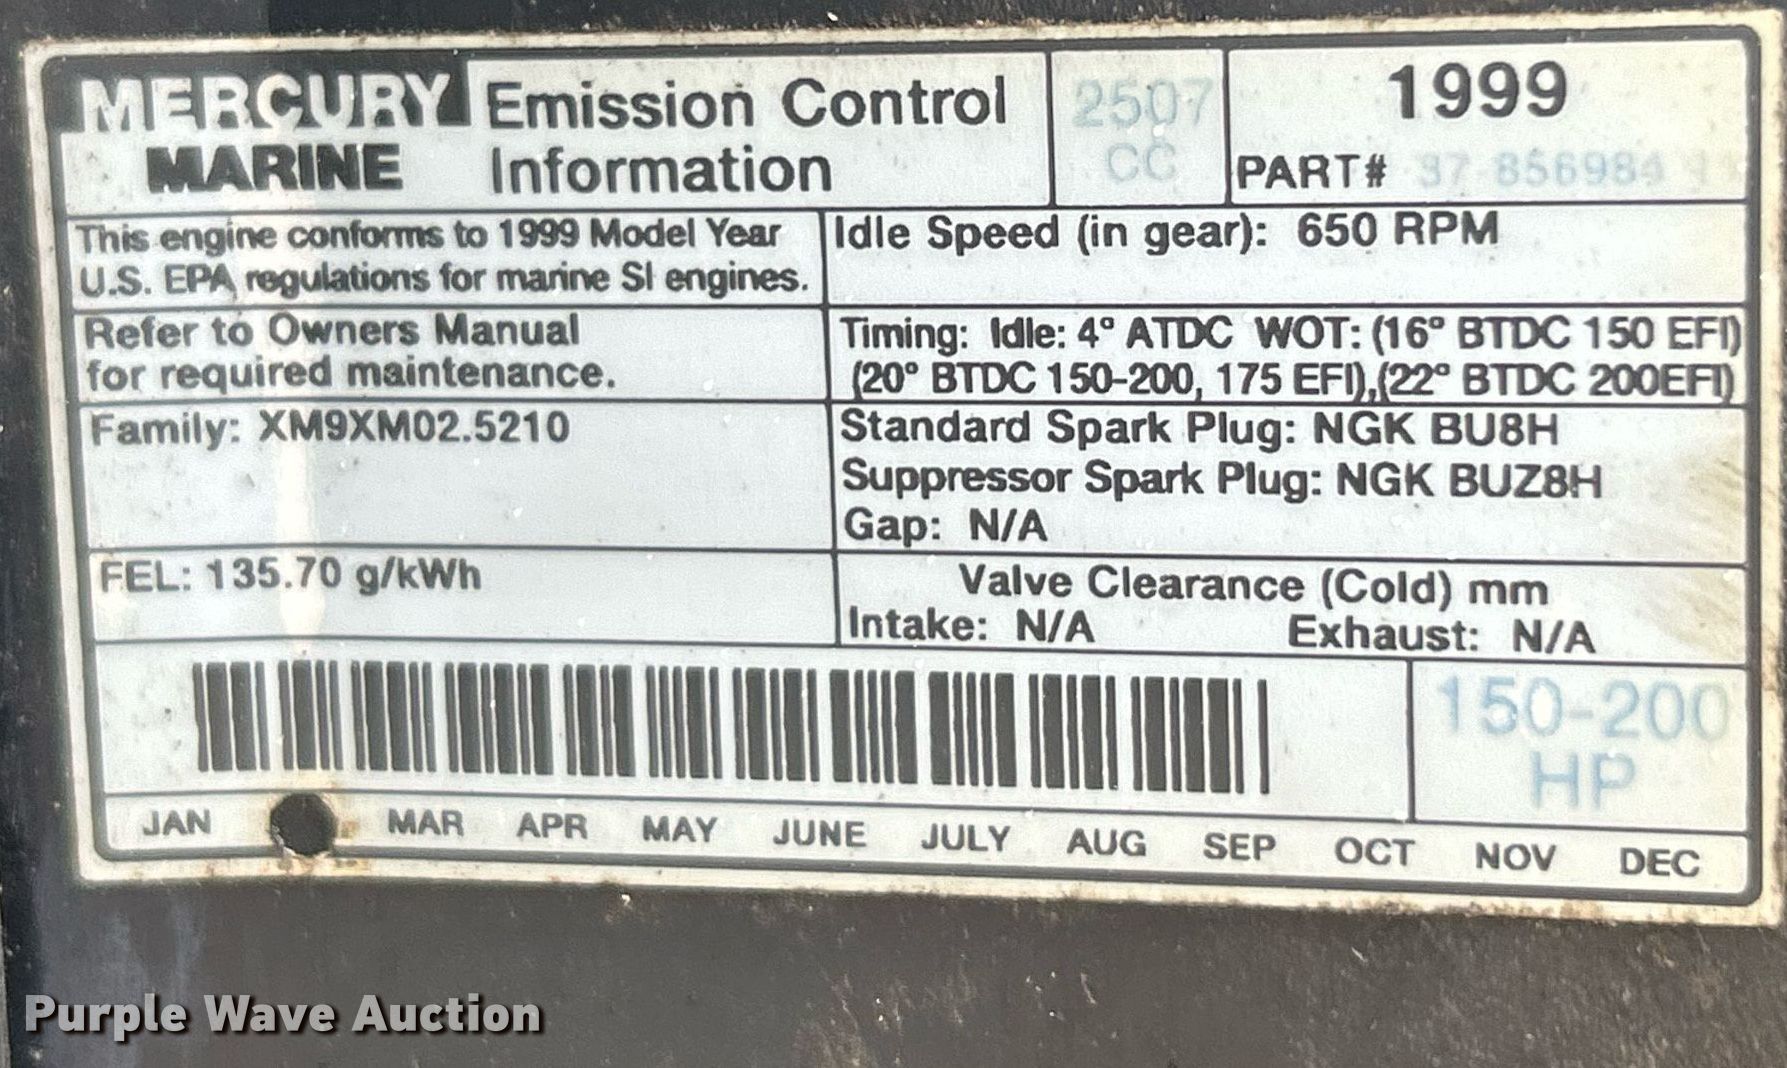 MERCURY MARINE
Emission Control
Information
2507
CC
1999
PART# 37-856984
This engine conforms to 1999 Model Year
U.S. EPA regulations for marine SI engines.
Idle Speed (in gear): 650 RPM
Refer to Owners Manual
for required maintenance.
Timing: Idle: 4° ATDC WOT: (16° BTDC 150 EFI)
(20° BTDC 150-200, 175 EFI),(22° BTDC 200EFI)
Family: XM9XM02.5210
Standard Spark Plug: NGK BU8H
Suppressor Spark Plug: NGK BUZ8H
Gap: N/A
FEL: 135.70 g/kWh
Valve Clearance (Cold) mm
Intake: N/A Exhaust: N/A
150-200
HP
JAN MAR APR MAY JUNE JULY AUG SEP OCT NOV DEC
Purple Wave Auction